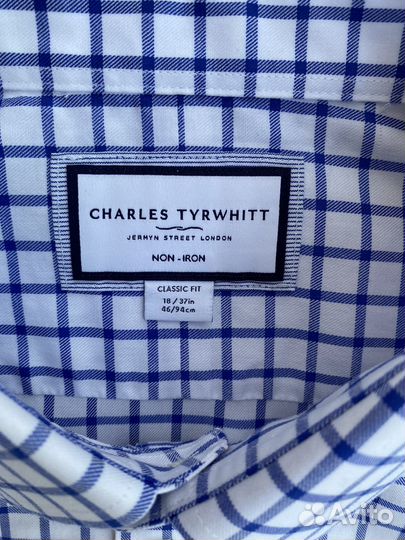 CHARLES TYRWHITT
JERMYN STREET LONDON
NON-IRON
CLASSIC FIT
18 / 37in
46/94cm
Avito